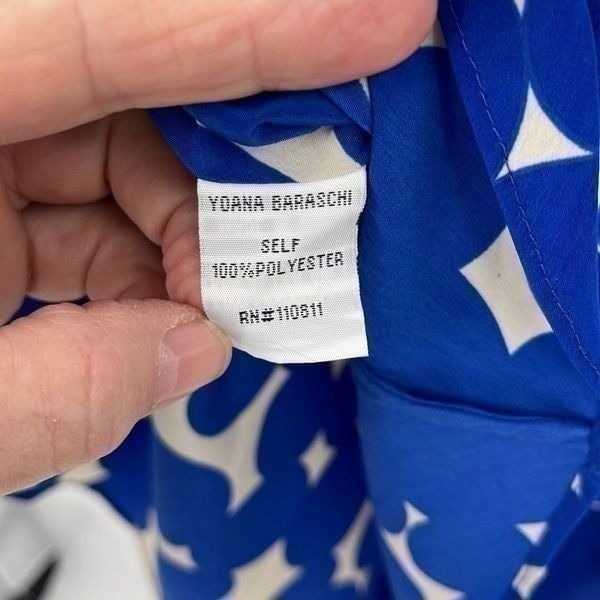 YOANA BARASCHI
SELF
100%POLYESTER
RN#110811